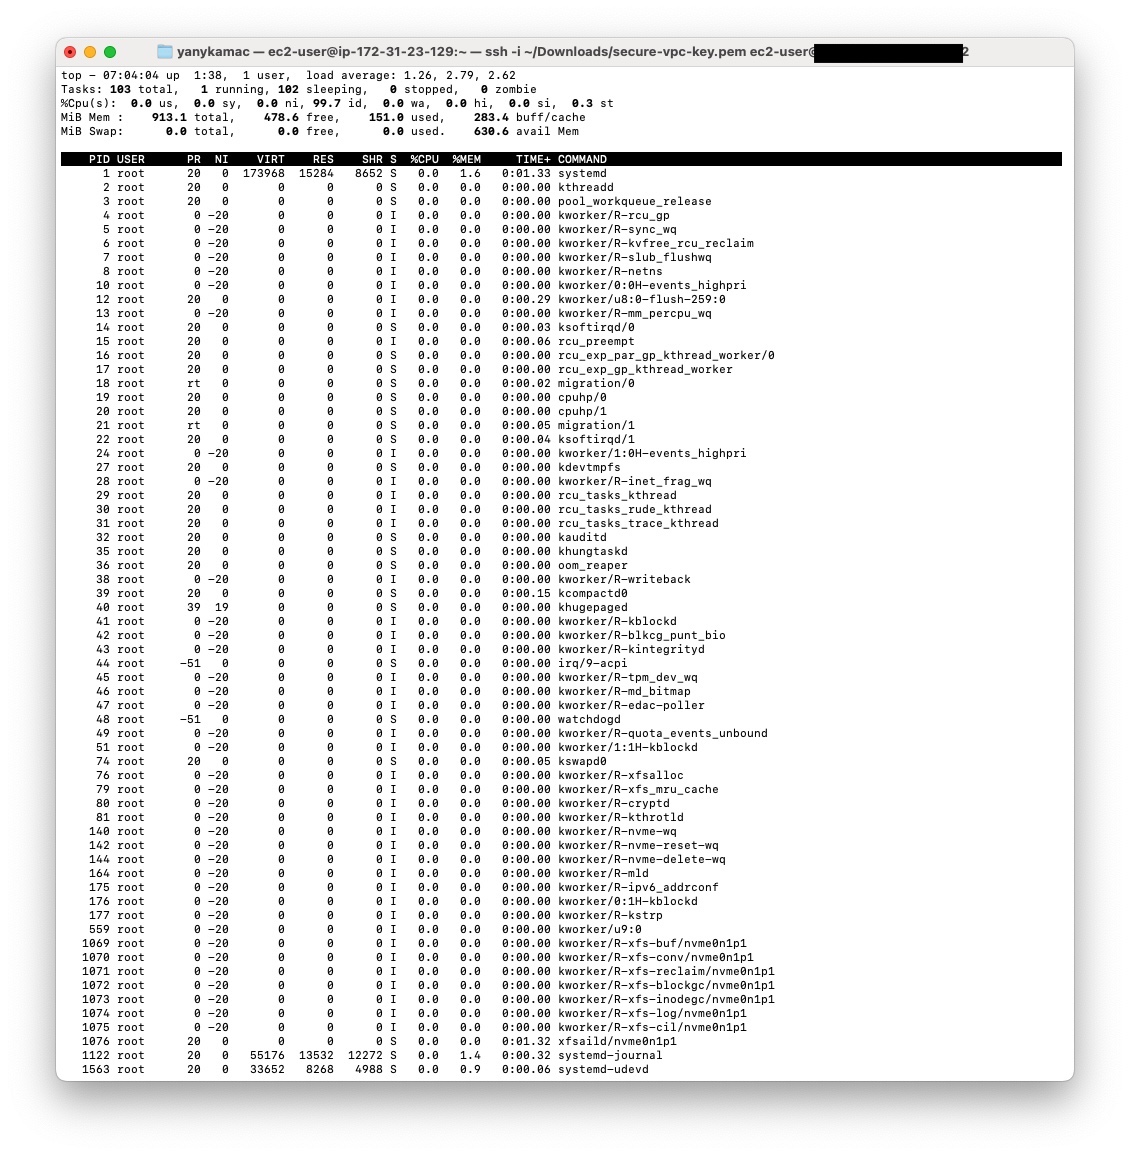 yanykamac — ec2-user@ip-172-31-23-129:~ — ssh -i ~/Downloads/secure-vpc-key.pem ec2-user@ 2
top - 07:04:04 up  1:38,  1 user,  load average: 1.26, 2.79, 2.62
Tasks: 103 total,   1 running, 102 sleeping,   0 stopped,   0 zombie
%Cpu(s):  0.0 us,  0.0 sy,  0.0 ni, 99.7 id,  0.0 wa,  0.0 hi,  0.0 si,  0.3 st
MiB Mem :    913.1 total,    478.6 free,    151.0 used,    283.4 buff/cache
MiB Swap:      0.0 total,      0.0 free,      0.0 used.    630.6 avail Mem
PID USER      PR  NI    VIRT    RES    SHR S  %CPU  %MEM     TIME+ COMMAND
1 root      20   0  173968  15284   8652 S   0.0   1.6   0:01.33 systemd
2 root      20   0       0      0      0 S   0.0   0.0   0:00.00 kthreadd
3 root      20   0       0      0      0 S   0.0   0.0   0:00.00 pool_workqueue_release
4 root       0 -20       0      0      0 I   0.0   0.0   0:00.00 kworker/R-rcu_gp
5 root       0 -20       0      0      0 I   0.0   0.0   0:00.00 kworker/R-sync_wq
6 root       0 -20       0      0      0 I   0.0   0.0   0:00.00 kworker/R-kvfree_rcu_reclaim
7 root       0 -20       0      0      0 I   0.0   0.0   0:00.00 kworker/R-slub_flushwq
8 root       0 -20       0      0      0 I   0.0   0.0   0:00.00 kworker/R-netns
10 root       0 -20       0      0      0 I   0.0   0.0   0:00.00 kworker/0:0H-events_highpri
12 root      20   0       0      0      0 I   0.0   0.0   0:00.29 kworker/u8:0-flush-259:0
13 root       0 -20       0      0      0 I   0.0   0.0   0:00.00 kworker/R-mm_percpu_wq
14 root      20   0       0      0      0 S   0.0   0.0   0:00.03 ksoftirqd/0
15 root      20   0       0      0      0 I   0.0   0.0   0:00.06 rcu_preempt
16 root      20   0       0      0      0 S   0.0   0.0   0:00.00 rcu_exp_par_gp_kthread_worker/0
17 root      20   0       0      0      0 S   0.0   0.0   0:00.00 rcu_exp_gp_kthread_worker
18 root      rt   0       0      0      0 S   0.0   0.0   0:00.02 migration/0
19 root      20   0       0      0      0 S   0.0   0.0   0:00.00 cpuhp/0
20 root      20   0       0      0      0 S   0.0   0.0   0:00.00 cpuhp/1
21 root      rt   0       0      0      0 S   0.0   0.0   0:00.05 migration/1
22 root      20   0       0      0      0 S   0.0   0.0   0:00.04 ksoftirqd/1
24 root       0 -20       0      0      0 I   0.0   0.0   0:00.00 kworker/1:0H-events_highpri
27 root      20   0       0      0      0 S   0.0   0.0   0:00.00 kdevtmpfs
28 root       0 -20       0      0      0 I   0.0   0.0   0:00.00 kworker/R-inet_frag_wq
29 root      20   0       0      0      0 I   0.0   0.0   0:00.00 rcu_tasks_kthread
30 root      20   0       0      0      0 I   0.0   0.0   0:00.00 rcu_tasks_rude_kthread
31 root      20   0       0      0      0 I   0.0   0.0   0:00.00 rcu_tasks_trace_kthread
32 root      20   0       0      0      0 S   0.0   0.0   0:00.00 kauditd
35 root      20   0       0      0      0 S   0.0   0.0   0:00.00 khungtaskd
36 root      20   0       0      0      0 S   0.0   0.0   0:00.00 oom_reaper
38 root       0 -20       0      0      0 I   0.0   0.0   0:00.00 kworker/R-writeback
39 root      20   0       0      0      0 S   0.0   0.0   0:00.15 kcompactd0
40 root      39  19       0      0      0 S   0.0   0.0   0:00.00 khugepaged
41 root       0 -20       0      0      0 I   0.0   0.0   0:00.00 kworker/R-kblockd
42 root       0 -20       0      0      0 I   0.0   0.0   0:00.00 kworker/R-blkcg_punt_bio
43 root       0 -20       0      0      0 I   0.0   0.0   0:00.00 kworker/R-kintegrityd
44 root     -51   0       0      0      0 S   0.0   0.0   0:00.00 irq/9-acpi
45 root       0 -20       0      0      0 I   0.0   0.0   0:00.00 kworker/R-tpm_dev_wq
46 root       0 -20       0      0      0 I   0.0   0.0   0:00.00 kworker/R-md_bitmap
47 root       0 -20       0      0      0 I   0.0   0.0   0:00.00 kworker/R-edac-poller
48 root     -51   0       0      0      0 S   0.0   0.0   0:00.00 watchdogd
49 root       0 -20       0      0      0 I   0.0   0.0   0:00.00 kworker/R-quota_events_unbound
51 root       0 -20       0      0      0 I   0.0   0.0   0:00.00 kworker/1:1H-kblockd
74 root      20   0       0      0      0 S   0.0   0.0   0:00.05 kswapd0
76 root       0 -20       0      0      0 I   0.0   0.0   0:00.00 kworker/R-xfsalloc
79 root       0 -20       0      0      0 I   0.0   0.0   0:00.00 kworker/R-xfs_mru_cache
80 root       0 -20       0      0      0 I   0.0   0.0   0:00.00 kworker/R-cryptd
81 root       0 -20       0      0      0 I   0.0   0.0   0:00.00 kworker/R-kthrotld
140 root       0 -20       0      0      0 I   0.0   0.0   0:00.00 kworker/R-nvme-wq
142 root       0 -20       0      0      0 I   0.0   0.0   0:00.00 kworker/R-nvme-reset-wq
144 root       0 -20       0      0      0 I   0.0   0.0   0:00.00 kworker/R-nvme-delete-wq
164 root       0 -20       0      0      0 I   0.0   0.0   0:00.00 kworker/R-mld
175 root       0 -20       0      0      0 I   0.0   0.0   0:00.00 kworker/R-ipv6_addrconf
176 root       0 -20       0      0      0 I   0.0   0.0   0:00.00 kworker/0:1H-kblockd
177 root       0 -20       0      0      0 I   0.0   0.0   0:00.00 kworker/R-kstrp
559 root       0 -20       0      0      0 I   0.0   0.0   0:00.00 kworker/u9:0
1069 root       0 -20       0      0      0 I   0.0   0.0   0:00.00 kworker/R-xfs-buf/nvme0n1p1
1070 root       0 -20       0      0      0 I   0.0   0.0   0:00.00 kworker/R-xfs-conv/nvme0n1p1
1071 root       0 -20       0      0      0 I   0.0   0.0   0:00.00 kworker/R-xfs-reclaim/nvme0n1p1
1072 root       0 -20       0      0      0 I   0.0   0.0   0:00.00 kworker/R-xfs-blockgc/nvme0n1p1
1073 root       0 -20       0      0      0 I   0.0   0.0   0:00.00 kworker/R-xfs-inodegc/nvme0n1p1
1074 root       0 -20       0      0      0 I   0.0   0.0   0:00.00 kworker/R-xfs-log/nvme0n1p1
1075 root       0 -20       0      0      0 I   0.0   0.0   0:00.00 kworker/R-xfs-cil/nvme0n1p1
1076 root      20   0       0      0      0 S   0.0   0.0   0:01.32 xfsaild/nvme0n1p1
1122 root      20   0   55176  13532  12272 S   0.0   1.4   0:00.32 systemd-journal
1563 root      20   0   33652   8268   4988 S   0.0   0.9   0:00.06 systemd-udevd